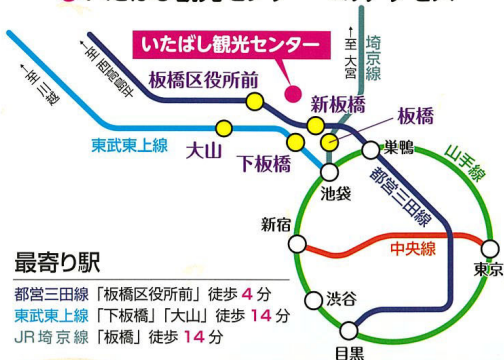 いたばし観光センター
至大宮
埼京線
至西高島平
至川越
板橋区役所前
新板橋
板橋
東武東上線
大山
下板橋
巣鴨
山手線
池袋
都営三田線
新宿
中央線
東京
渋谷
目黒
最寄り駅
都営三田線「板橋区役所前」徒歩4分
東武東上線「下板橋」「大山」徒歩14分
JR埼京線「板橋」徒歩14分